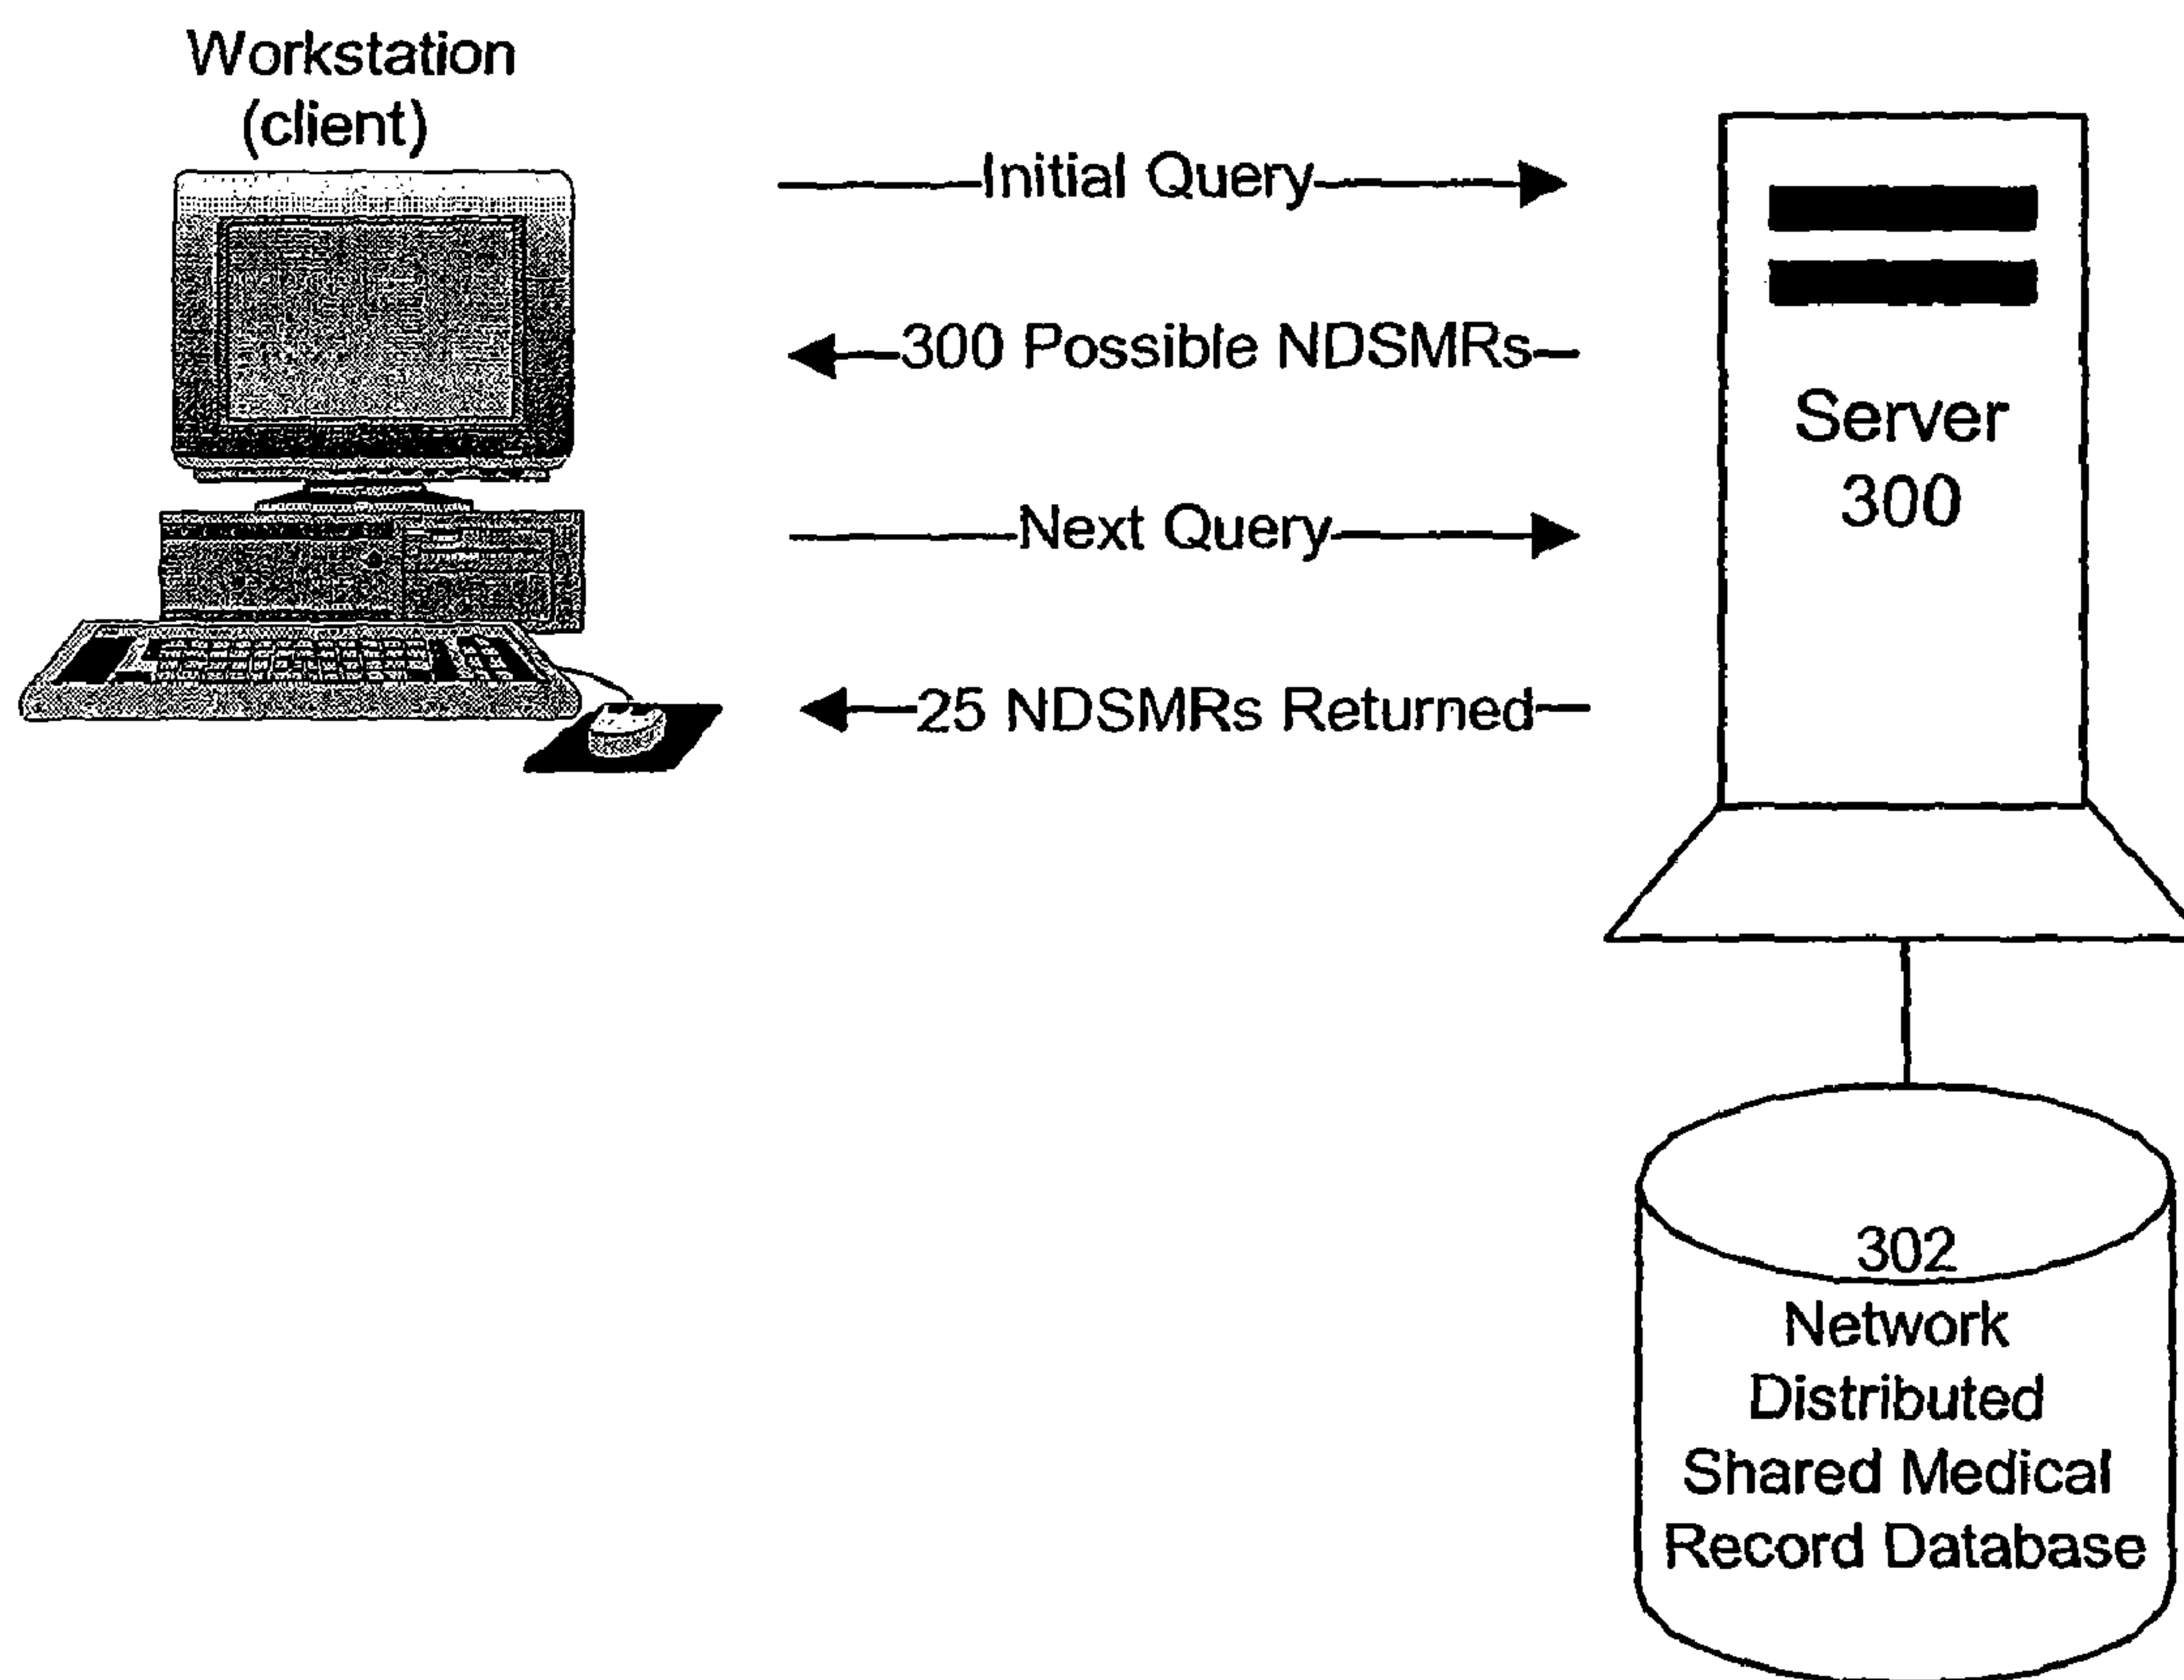 Workstation
(client)
Initial Query
300 Possible NDSMRs
Next Query
25 NDSMRs Returned
Server
300
302
Network
Distributed
Shared Medical
Record Database